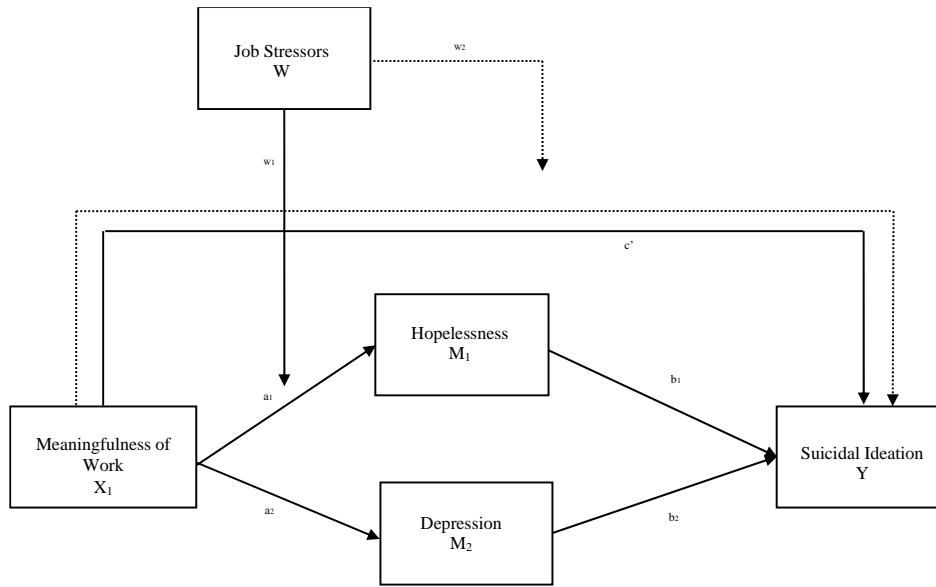 Job Stressors
W
w2
w1
c’
Hopelessness
M1
a1
b1
Meaningfulness of
Work
X1
Suicidal Ideation
Y
a2
Depression
M2
b2